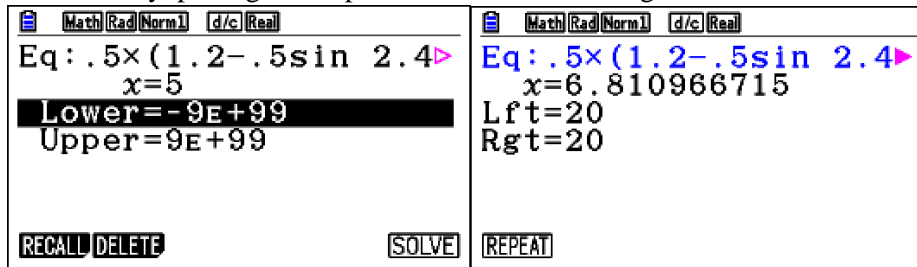 Math Rad Norm1 d/c Real
Eq:.5×(1.2-.5sin 2.4
x=5
Lower=-9E+99
Upper=9E+99
RECALL DELETE SOLVE
Math Rad Norm1 d/c Real
Eq:.5×(1.2-.5sin 2.4
x=6.810966715
Lft=20
Rgt=20
REPEAT